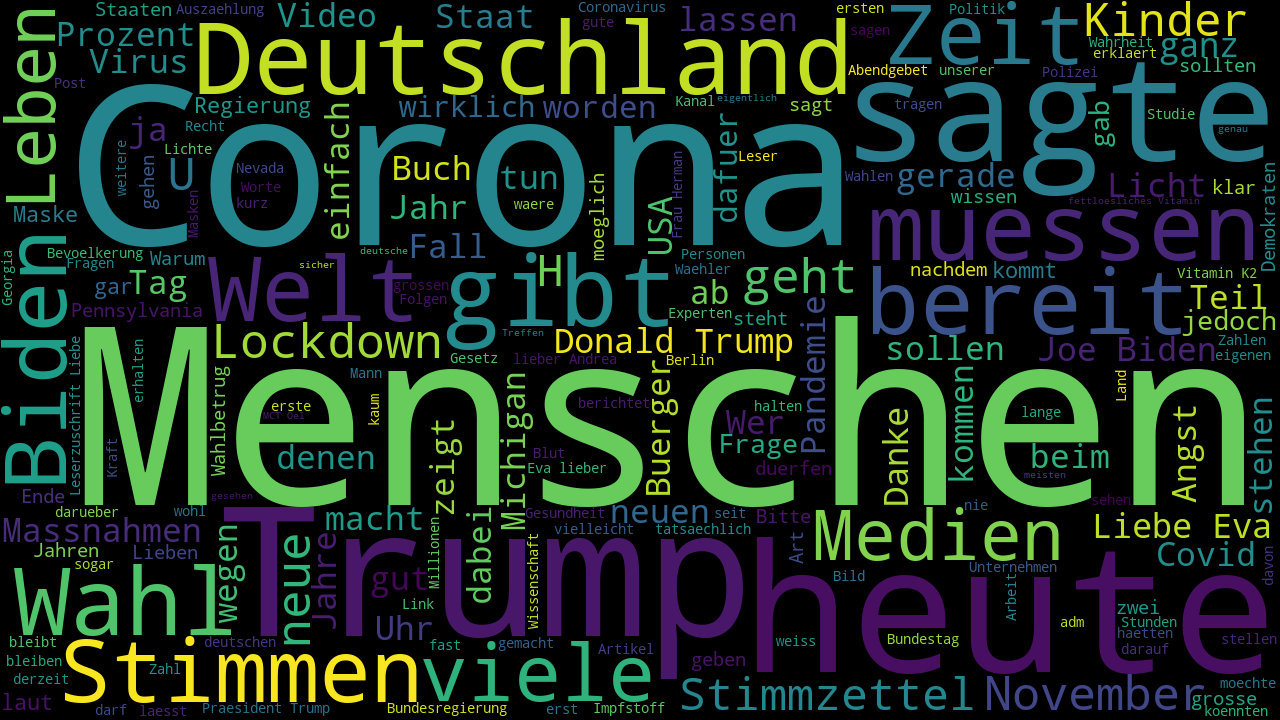 Staaten
Auszaehlung
Video
Staat
Coronavirus
gute
lassen
ersten
sagen
Politik
Zeit
Kinder
Leben
Prozent
Virus
Deutschland
Wahrheit
erklaert
ganz
sollten
Post
Abendgebet
unserer
Polizei
Corona
sagte
Regierung
Recht
ja
Lichte
einfach
wirklich
worden
Kanal
eigentlich
sagt
tragen
gab
Studie
genau
weitere
gehen
U
Nevada
Worte
kurz
Masken
Buch
Jahr
Fall
tun
waere
moeglich
USA
Frau Herman
dafuer
Leser
Wahlen
gerade
wissen
Licht
klar
fettloesliches Vitamin
Demokraten
Maske
Bevoelkerung
Fragen
Warum
deutsche
muessen
Georgia
Biden
gar
Tag
Pennsylvania
Welt
sicher
grossen
Folgen
gibt
H
Personen
Waehler
ab
Experten
geht
steht
bereit
nachdem
kommt
Vitamin K2
Teil
jedoch
Zahlen
eigenen
Lockdown
Treffen
Donald Trump
Gesetz
lieber Andrea
Berlin
Pandemie
sollen
Joe Biden
Menschen
Leserzuschrift Liebe
erhalten
Kraft
Wahlbetrug
erste
MCT Oel
Mann
kaum
denen
zeigt
Michigan
berichtet
Blut
Eva lieber
Buerger
Wer
Frage
halten
duerfen
Danke
kommen
lange
beim
meisten
Land
Angst
stehen
Ende
darueber
wohl
gesehen
Massnahmen
Jahren
Lieben
sogar
wegen
neue
Trump
Jahre
macht
gut
Millionen
dabei
Gesundheit
vielleicht
Wissenschaft
neuen
seit
tatsaechlich
Bitte
Art
Medien
sehen
nie
Liebe Eva
Covid
davon
Unternehmen
Bild
heute
Arbeit
Wahl
Link
Uhr
zwei
Stunden
haetten
darauf
adm
bleibt
bleiben
derzeit
deutschen
Zahl
Stimmen
fast
gemacht
Artikel
weiss
Bundestag
stellen
viele
geben
Stimmzettel
November
moechte
grosse
koennten
laut
darf
laesst
Praesident Trump
Bundesregierung
erst
Impfstoff